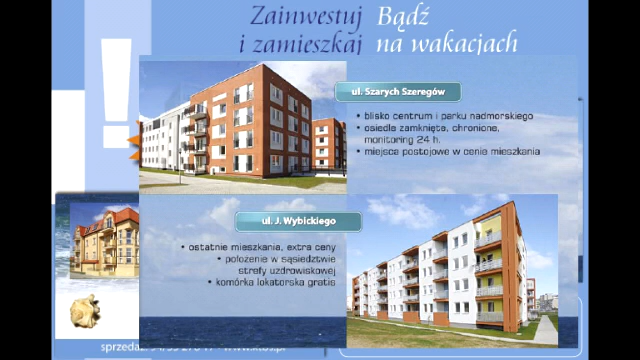 Zainwestuj
i zamieszkaj
Bądź
na wakacjach
!
ul. Szarych Szeregów
• blisko centrum i parku nadmorskiego
• osiedle zamknięte, chronione,
monitoring 24 h.
• miejsca postojowe w cenie mieszkania
ul. J. Wybickiego
• ostatnie mieszkania, extra ceny
• położenie w sąsiedztwie
strefy uzdrowiskowej
• komórka lokatorska gratis